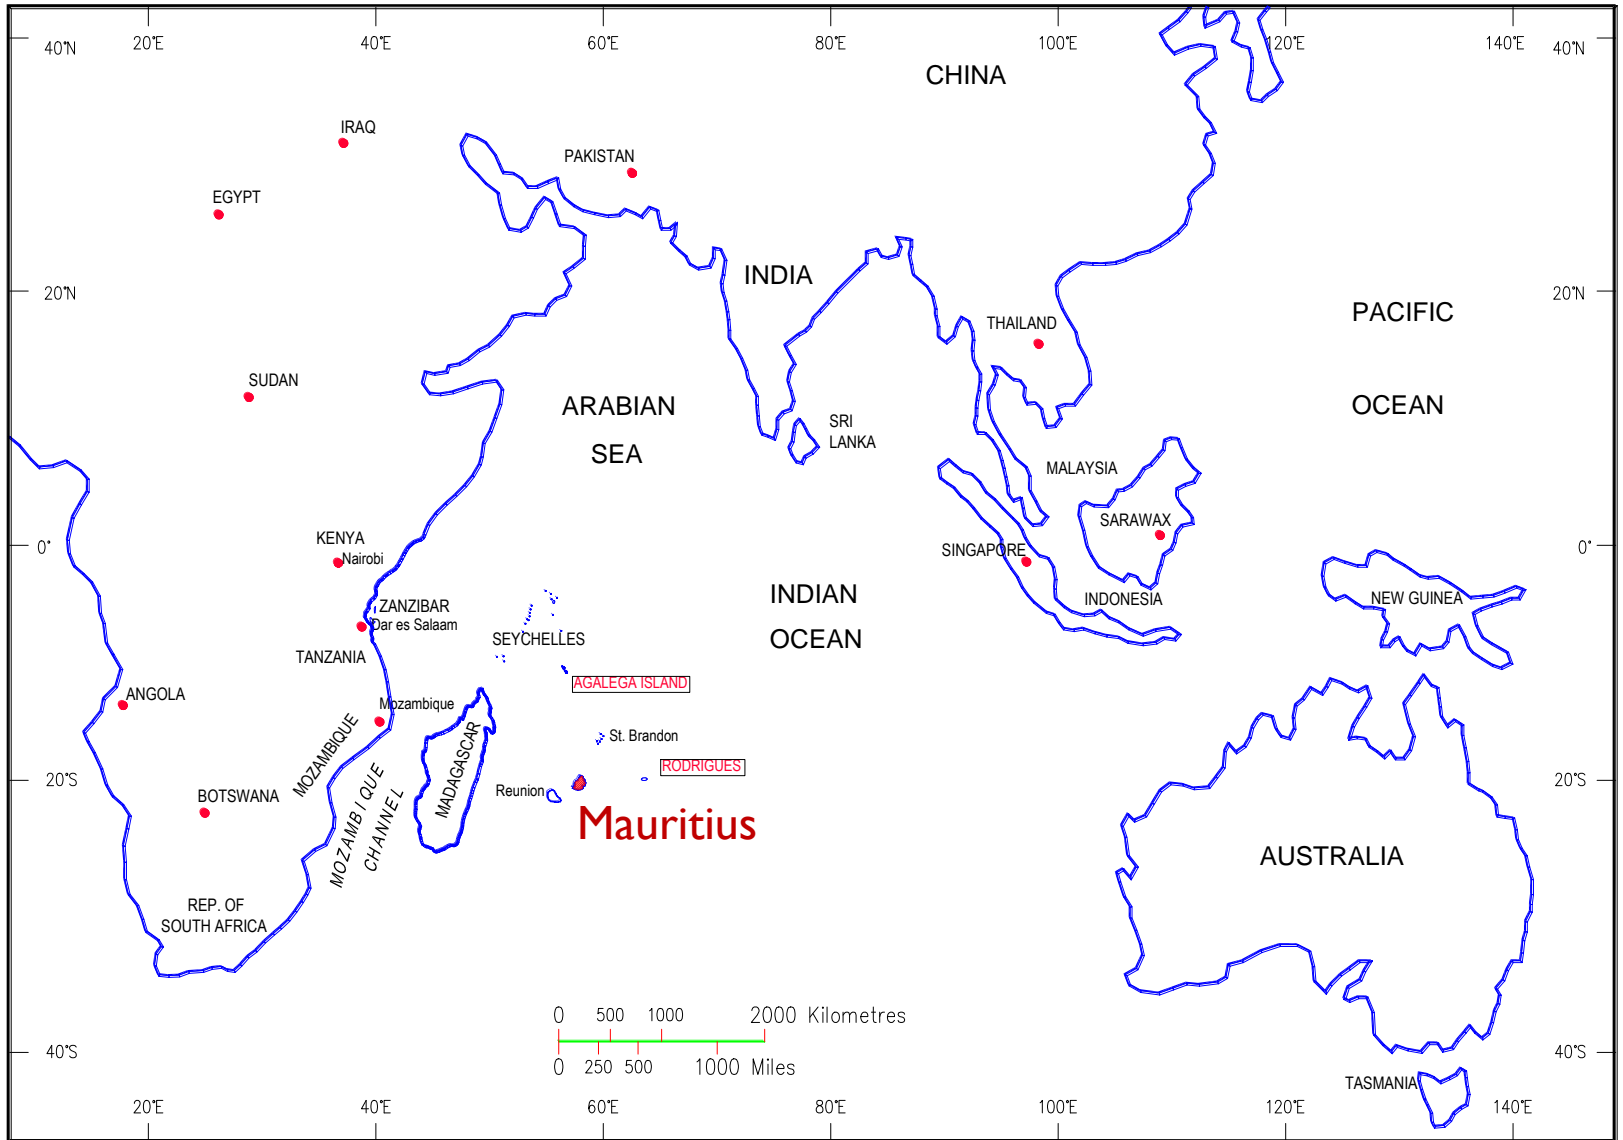 20°E 40°E 60°E 80°E 100°E 120°E 140°E
40°N 40°N
CHINA
IRAQ
PAKISTAN
EGYPT
INDIA
20°N 20°N
PACIFIC
THAILAND
SUDAN
ARABIAN
OCEAN
SRI
LANKA
SEA
MALAYSIA
SARAWAX
KENYA
0° 0°
SINGAPORE
Nairobi
INDIAN
INDONESIA
NEW GUINEA
ZANZIBAR
Dar es Salaam
SEYCHELLES
OCEAN
TANZANIA
AGALEGA ISLAND
ANGOLA
Mozambique
St. Brandon
MOZAMBIQUE
MADAGASCAR
RODRIGUES
20°S 20°S
Reunion
BOTSWANA
MOZAMBIQUE
CHANNEL
Mauritius
AUSTRALIA
REP. OF
SOUTH AFRICA
0 500 1000 2000 Kilometres
0 250 500 1000 Miles
40°S 40°S
TASMANIA
20°E 40°E 60°E 80°E 100°E 120°E 140°E